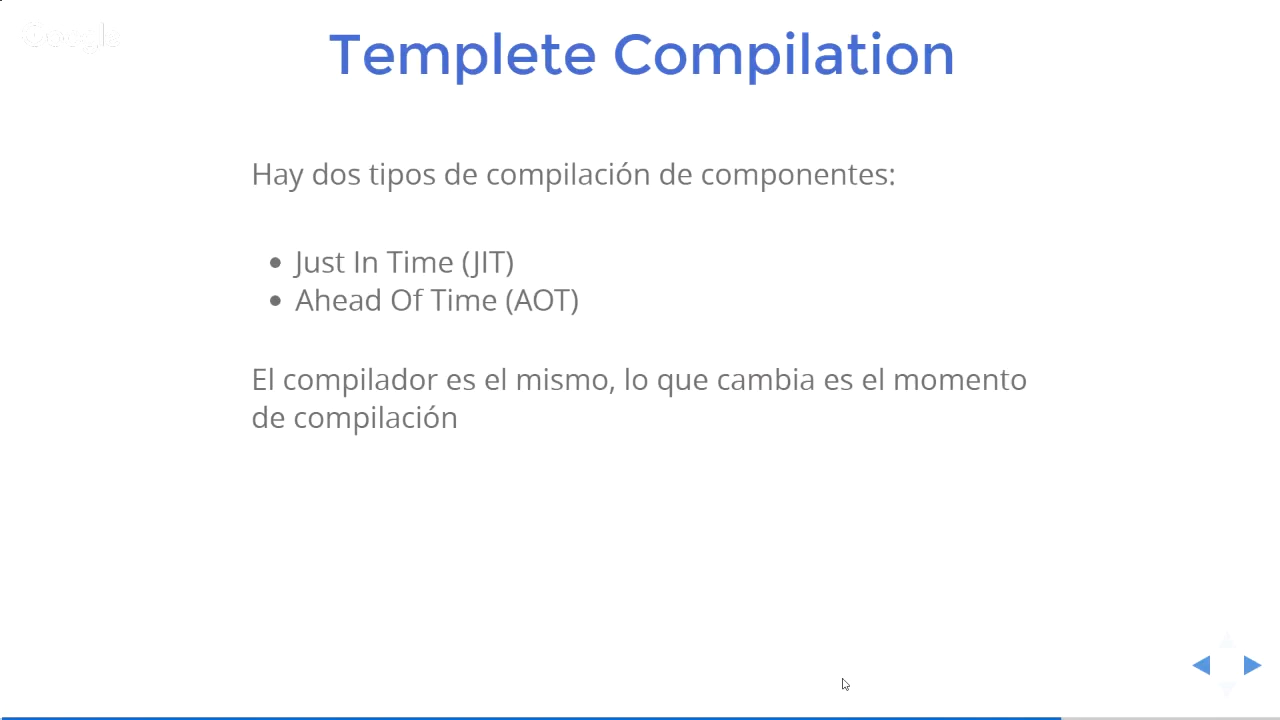 Google
Templete Compilation
Hay dos tipos de compilación de componentes:
• Just In Time (JIT)
• Ahead Of Time (AOT)
El compilador es el mismo, lo que cambia es el momento
de compilación